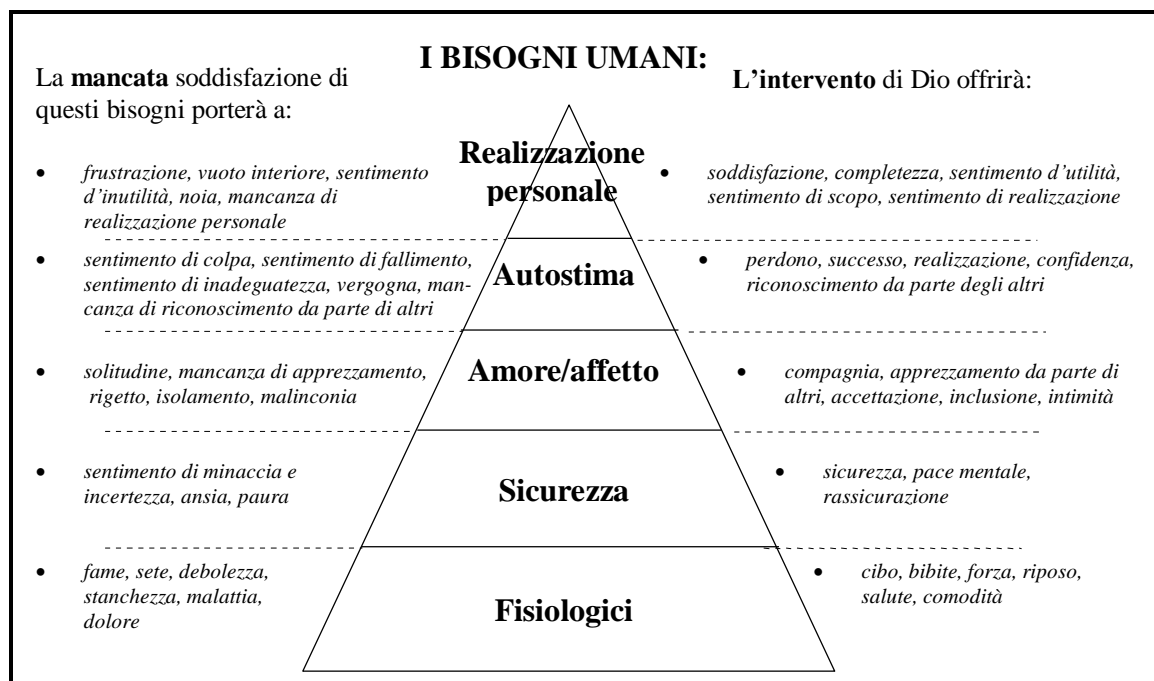 I BISOGNI UMANI:
La mancata soddisfazione di
questi bisogni porterà a:
L'intervento di Dio offrirà:
Realizzazione
personale
• frustrazione, vuoto interiore, sentimento
d'inutilità, noia, mancanza di
realizzazione personale
• soddisfazione, completezza, sentimento d'utilità,
sentimento di scopo, sentimento di realizzazione
• sentimento di colpa, sentimento di fallimento,
sentimento di inadeguatezza, vergogna, man-
canza di riconoscimento da parte di altri
Autostima
• perdono, successo, realizzazione, confidenza,
riconoscimento da parte degli altri
• solitudine, mancanza di apprezzamento,
rigetto, isolamento, malinconia
Amore/affetto
• compagnia, apprezzamento da parte di
altri, accettazione, inclusione, intimità
• sentimento di minaccia e
incertezza, ansia, paura
Sicurezza
• sicurezza, pace mentale,
rassicurazione
• fame, sete, debolezza,
stanchezza, malattia,
dolore
Fisiologici
• cibo, bibite, forza, riposo,
salute, comodità